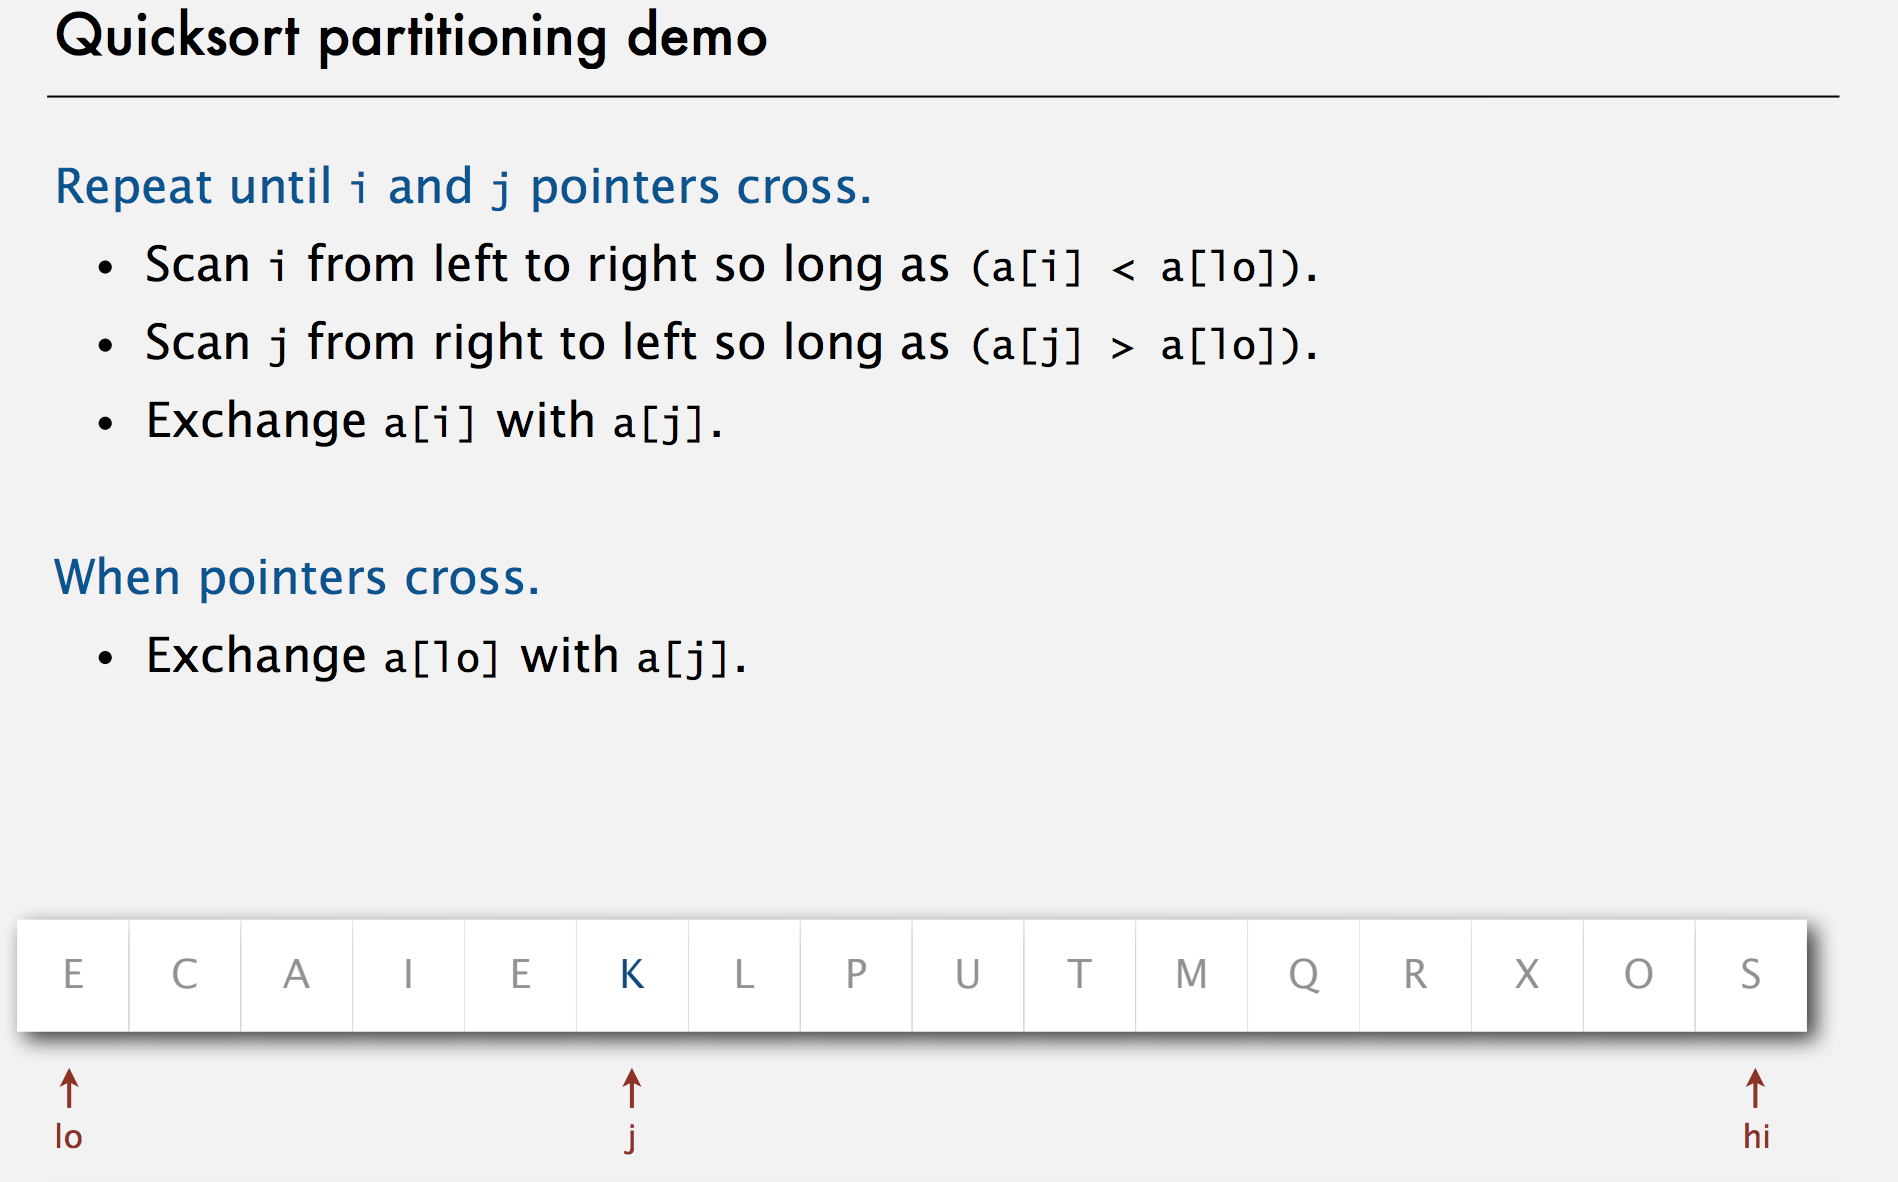 Quicksort partitioning demo
Repeat until i and j pointers cross.
• Scan i from left to right so long as (a[i] < a[lo]).
• Scan j from right to left so long as (a[j] > a[lo]).
• Exchange a[i] with a[j].
When pointers cross.
• Exchange a[lo] with a[j].
E C A I E K L P U T M Q R X O S
lo j hi